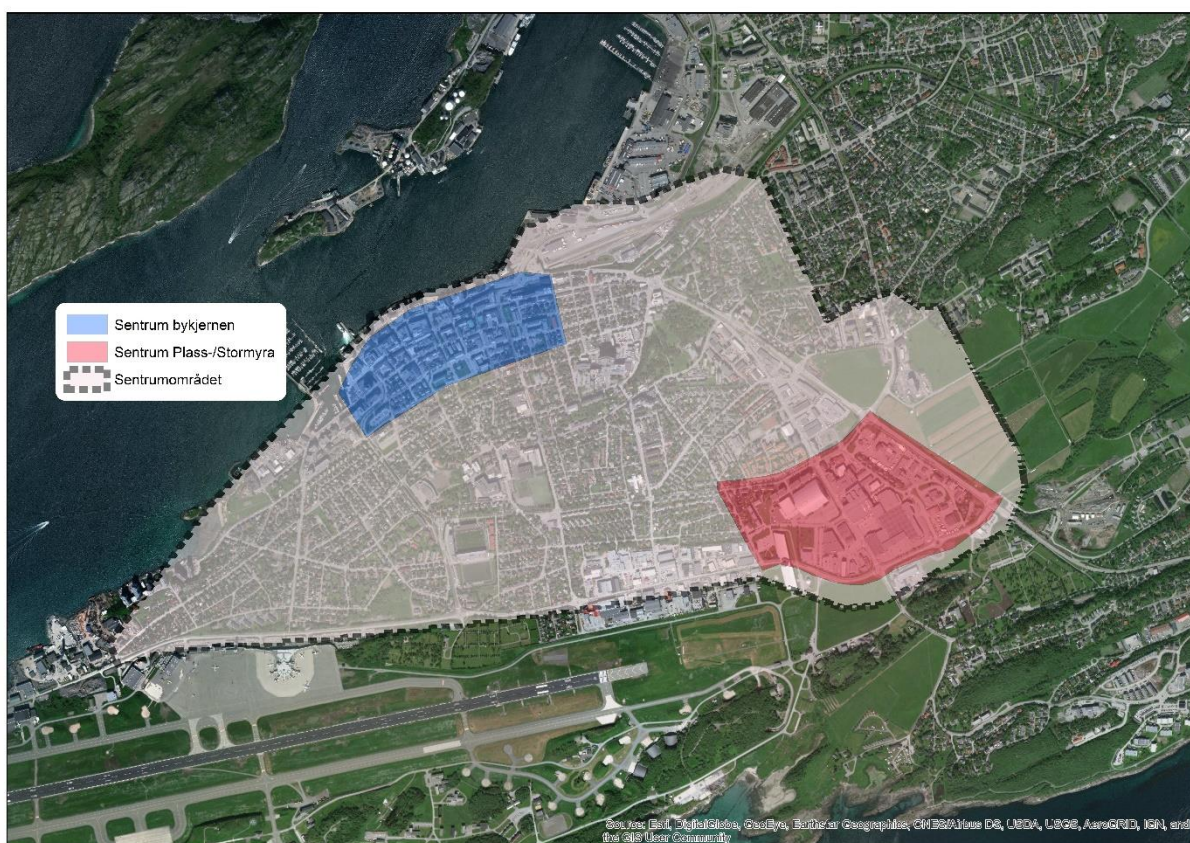 Sentrum bykjernen
Sentrum Plass-/Stormyra
Sentrumområdet
Source: Esri, DigitalGlobe, GeoEye, Earthstar Geographics, CNES/Airbus DS, USDA, USGS, AeroGRID, IGN, and
the GIS User Community